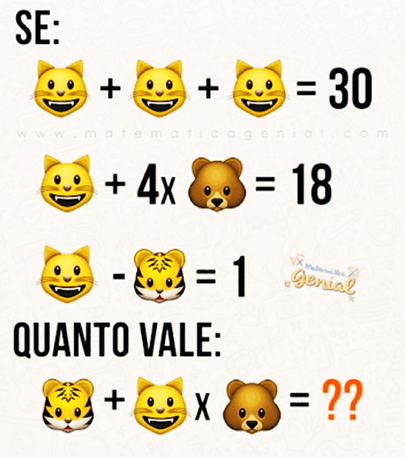 SE:
😺 + 😺 + 😺 = 30
www.matematicagenial.com
😺 + 4x 🐻 = 18
😺 - 🐯 = 1
Matemática
Genial
QUANTO VALE:
🐯 + 😺 x 🐻 = ??